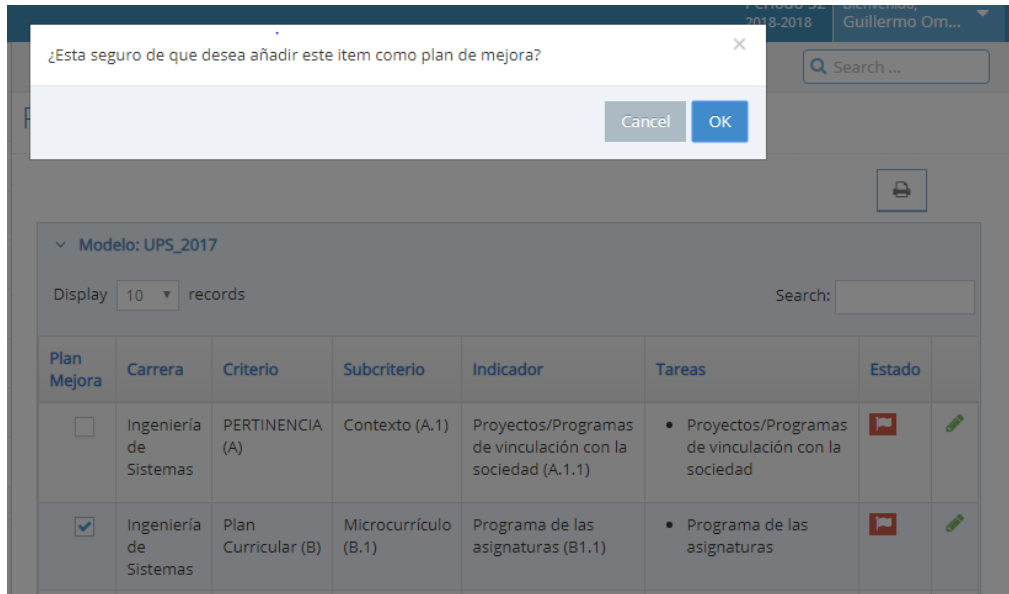 Periodo 52
Bienvenido,
2018-2018
Guillermo Om...
¿Esta seguro de que desea añadir este item como plan de mejora?
×
Search ...
Cancel
OK
Modelo: UPS_2017
Display 10 records
Search:
Plan
Mejora
Carrera
Criterio
Subcriterio
Indicador
Tareas
Estado
Ingeniería
de
Sistemas
PERTINENCIA
(A)
Contexto (A.1)
Proyectos/Programas
de vinculación con la
sociedad (A.1.1)
• Proyectos/Programas
de vinculación con la
sociedad
Ingeniería
de
Sistemas
Plan
Curricular (B)
Microcurrículo
(B.1)
Programa de las
asignaturas (B1.1)
• Programa de las
asignaturas